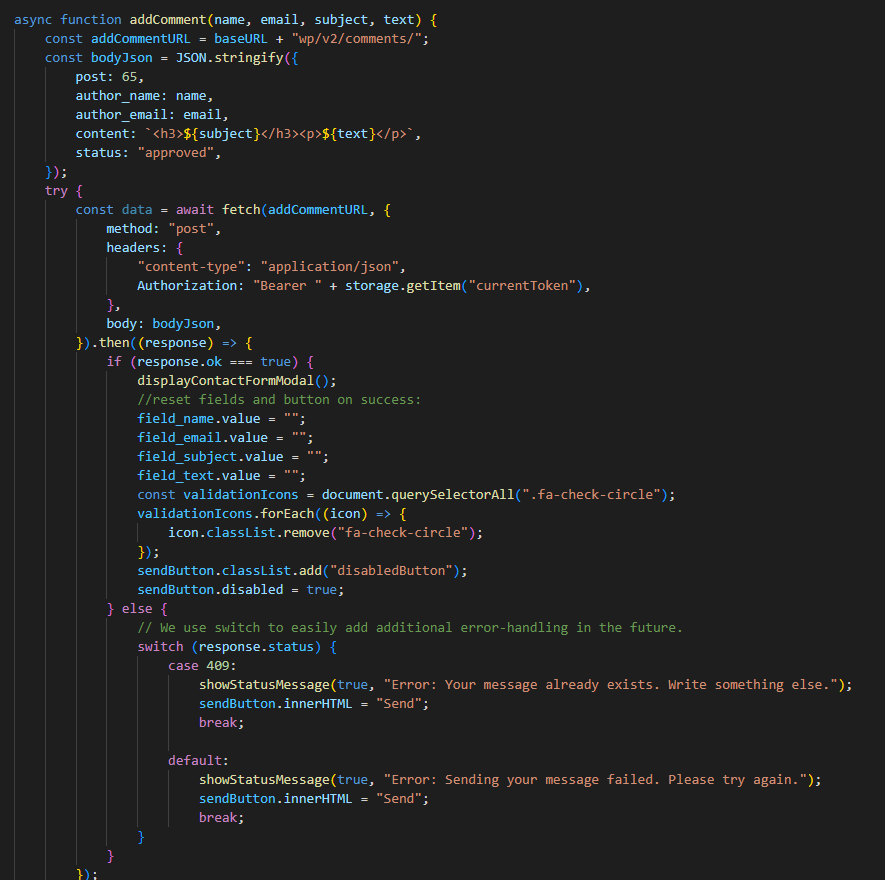 async function addComment(name, email, subject, text) {
    const addCommentURL = baseURL + "wp/v2/comments/";
    const bodyJson = JSON.stringify({
        post: 65,
        author_name: name,
        author_email: email,
        content: `<h3>${subject}</h3><p>${text}</p>`,
        status: "approved",
    });
    try {
        const data = await fetch(addCommentURL, {
            method: "post",
            headers: {
                "content-type": "application/json",
                Authorization: "Bearer " + storage.getItem("currentToken"),
            },
            body: bodyJson,
        }).then((response) => {
            if (response.ok === true) {
                displayContactFormModal();
                //reset fields and button on success:
                field_name.value = "";
                field_email.value = "";
                field_subject.value = "";
                field_text.value = "";
                const validationIcons = document.querySelectorAll(".fa-check-circle");
                validationIcons.forEach((icon) => {
                    icon.classList.remove("fa-check-circle");
                });
                sendButton.classList.add("disabledButton");
                sendButton.disabled = true;
            } else {
                // We use switch to easily add additional error-handling in the future.
                switch (response.status) {
                    case 409:
                        showStatusMessage(true, "Error: Your message already exists. Write something else.");
                        sendButton.innerHTML = "Send";
                        break;

                    default:
                        showStatusMessage(true, "Error: Sending your message failed. Please try again.");
                        sendButton.innerHTML = "Send";
                        break;
                }
            }
        });